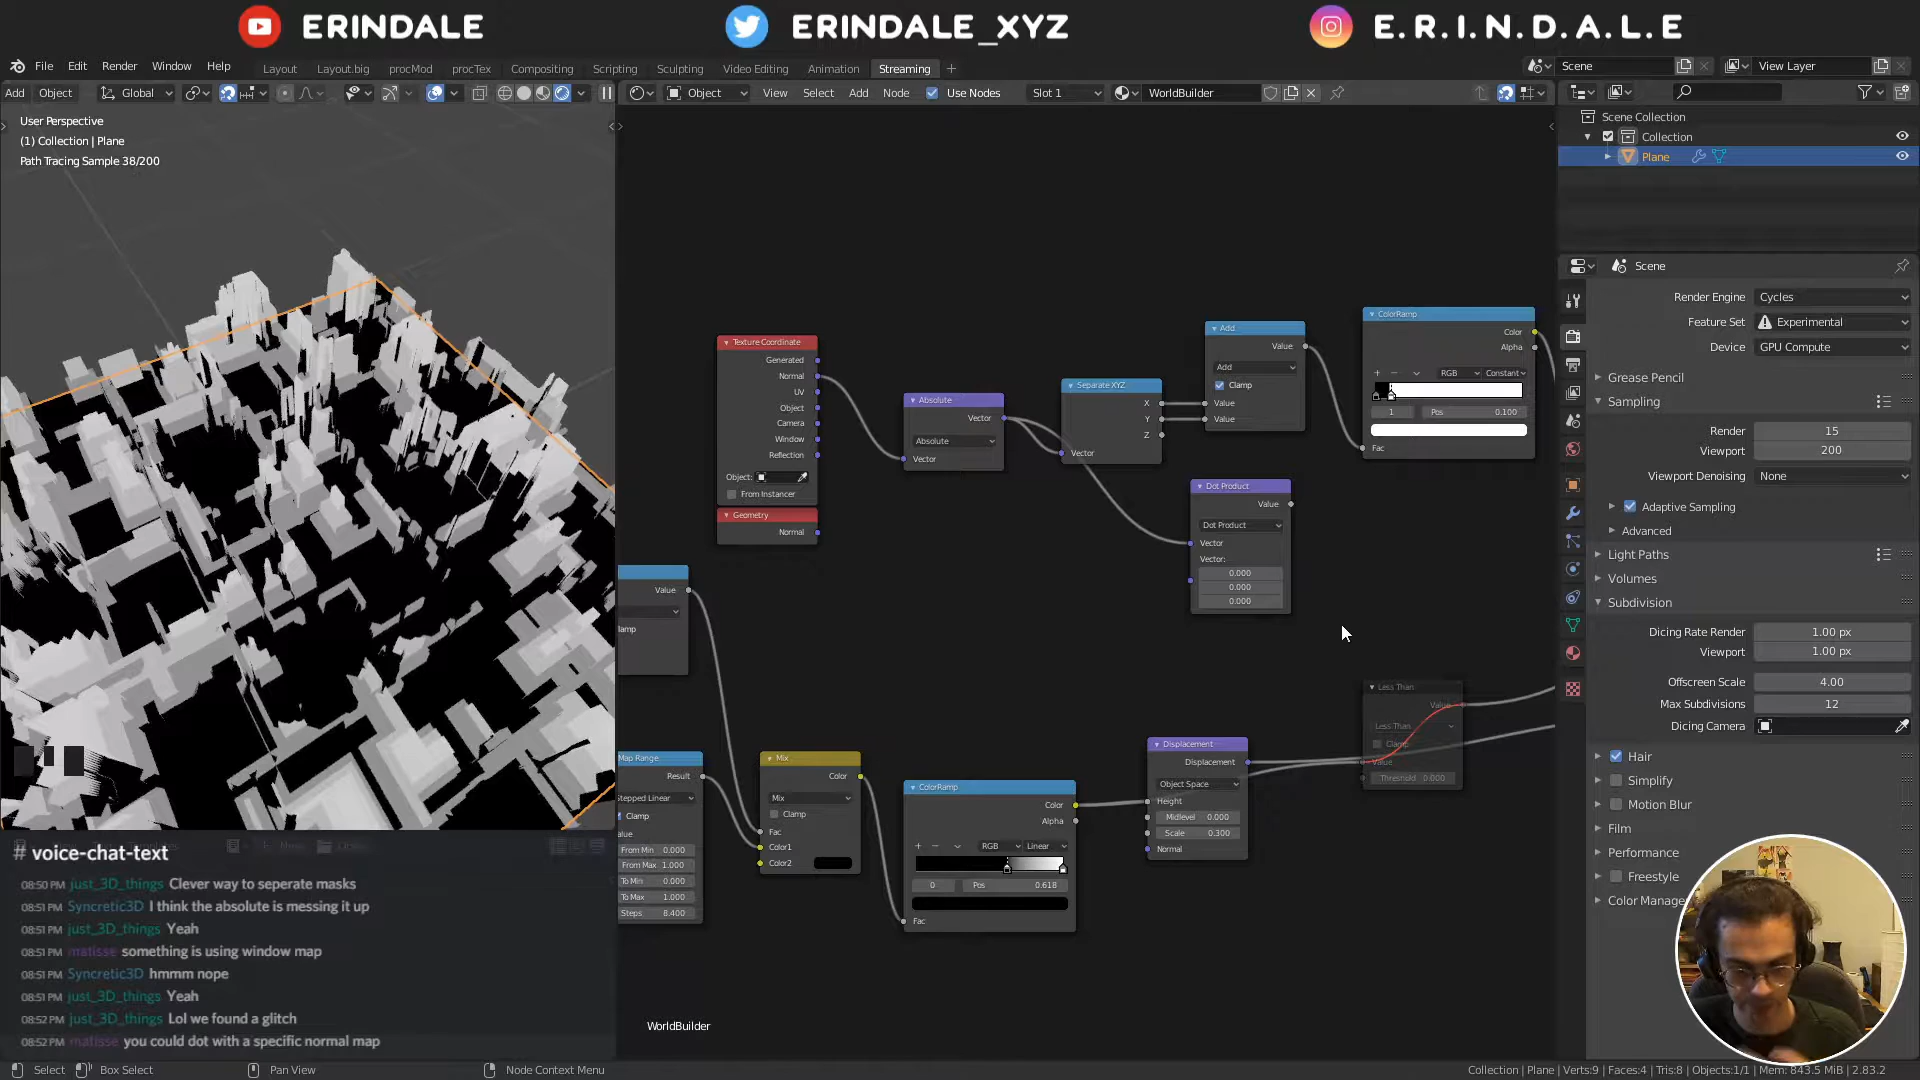 ERINDALE
ERINDALE_XYZ
E.R.I.N.D.A.L.E
File Edit Render Window Help
Layout Layout.big procMod procTex Compositing Scripting Sculpting Texture Video Editing Animation Streaming +
Scene
View Layer
Add Object Global
Object View Select Add Node Use Nodes Slot 1 WorldBuilder
User Perspective
(1) Collection | Plane
Path Tracing Sample 38/200
Scene Collection
Collection
Plane
Scene
Render Engine Cycles
Feature Set Experimental
Device GPU Compute
Grease Pencil
Sampling
Render 15
Viewport 200
Viewport Denoising None
Adaptive Sampling
Advanced
Light Paths
Volumes
Subdivision
Dicing Rate Render 1.00 px
Viewport 1.00 px
Offscreen Scale 4.00
Max Subdivisions 12
Dicing Camera
Hair
Simplify
Motion Blur
Film
Performance
Freestyle
Color Manage
Texture Coordinate
Generated
Normal
UV
Object
Camera
Window
Reflection
Object:
From Instancer
Geometry
Normal
Absolute
Vector
Absolute
Vector
Separate XYZ
X
Y
Z
Vector
Add
Value
Add
Clamp
Value
Value
ColorRamp
Color
Alpha
RGB Constant
1 Pos 0.100
Fac
Dot Product
Value
Dot Product
Vector
Vector:
0.000
0.000
0.000
Value
lamp
Map Range
Result
Stepped Linear
Clamp
alue
From Min 0.000
From Max 1.000
To Min 0.000
To Max 1.000
Steps 8.400
Mix
Color
Mix
Clamp
Fac
Color1
Color2
ColorRamp
Color
Alpha
RGB Linear
0 Pos 0.618
Fac
Displacement
Displacement
Object Space
Height
Midlevel 0.000
Scale 0.300
Normal
Less Than
Value
Less Than
Clamp
Value
Threshold 0.000
WorldBuilder
# voice-chat-text
08:50 PM just_3D_things Clever way to seperate masks
08:51 PM Syncretic3D I think the absolute is messing it up
08:51 PM just_3D_things Yeah
08:51 PM matisse something is using window map
08:51 PM Syncretic3D hmmm nope
08:51 PM just_3D_things Yeah
08:52 PM just_3D_things Lol we found a glitch
08:52 PM matisse you could dot with a specific normal map
Select Box Select Pan View Node Context Menu
Collection | Plane | Verts:9 | Faces:4 | Tris:8 | Objects:1/1 | Mem: 843.5 MiB | 2.83.2